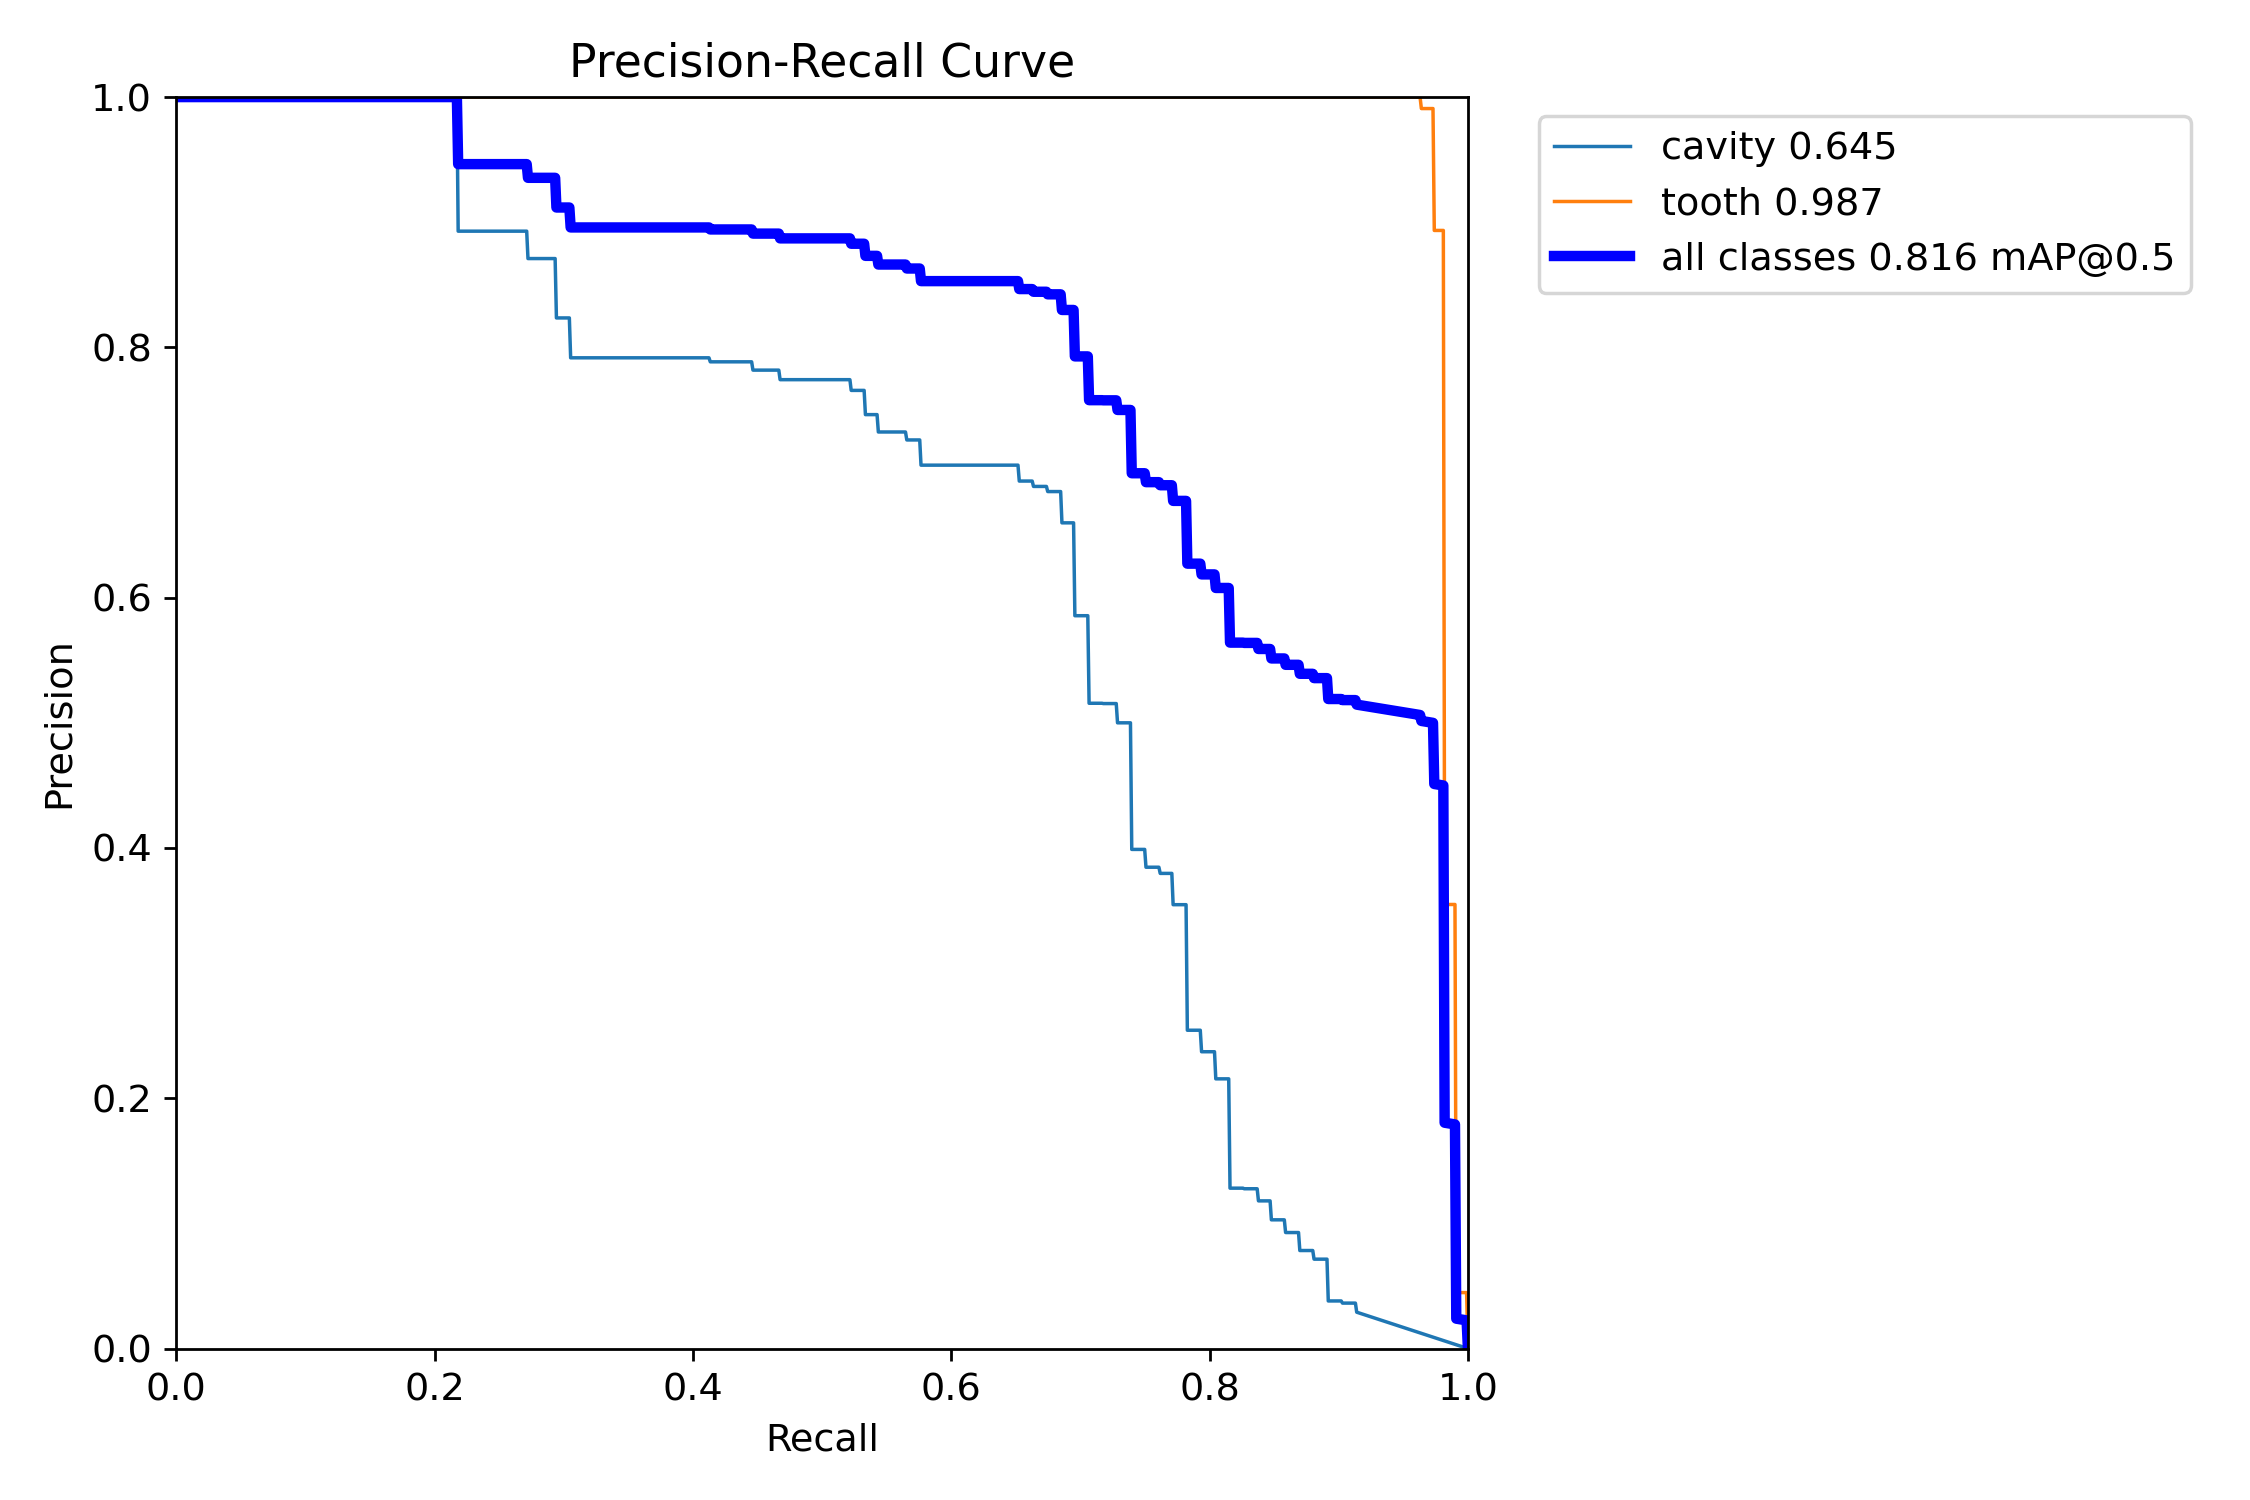 Precision-Recall Curve
1.0
0.8
0.6
0.4
0.2
0.0
Precision
0.0 0.2 0.4 0.6 0.8 1.0
Recall
cavity 0.645
tooth 0.987
all classes 0.816 mAP@0.5